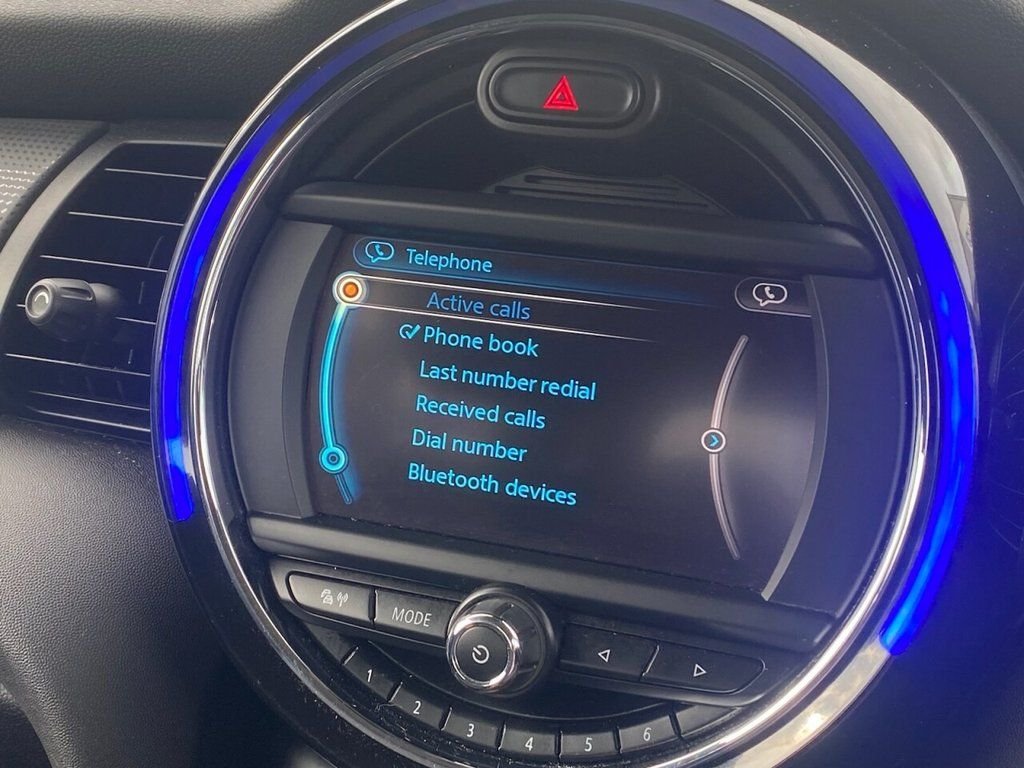 Telephone
Active calls
Phone book
Last number redial
Received calls
Dial number
Bluetooth devices
MODE
1 2 3 4 5 6